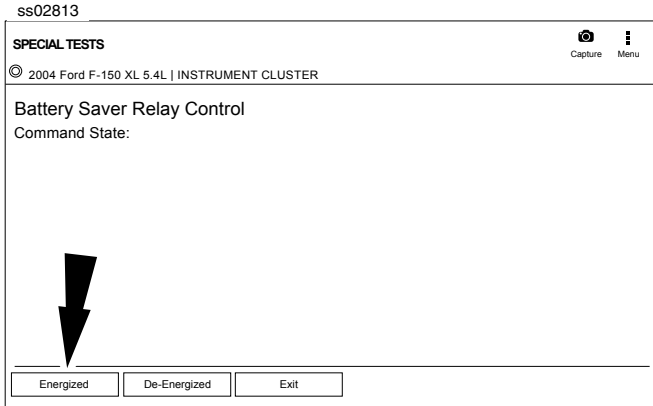 ss02813
SPECIAL TESTS
Capture Menu
2004 Ford F-150 XL 5.4L | INSTRUMENT CLUSTER
Battery Saver Relay Control
Command State:
Energized De-Energized Exit